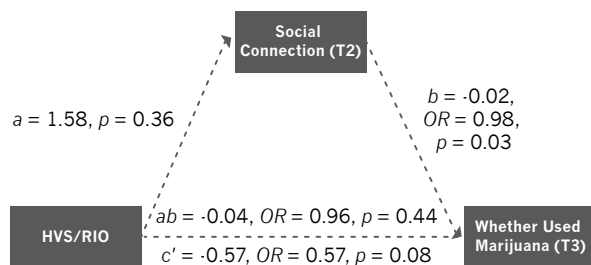 Social
Connection (T2)
a = 1.58, p = 0.36
b = -0.02,
OR = 0.98,
p = 0.03
ab = -0.04, OR = 0.96, p = 0.44
HVS/RIO
c' = -0.57, OR = 0.57, p = 0.08
Whether Used
Marijuana (T3)